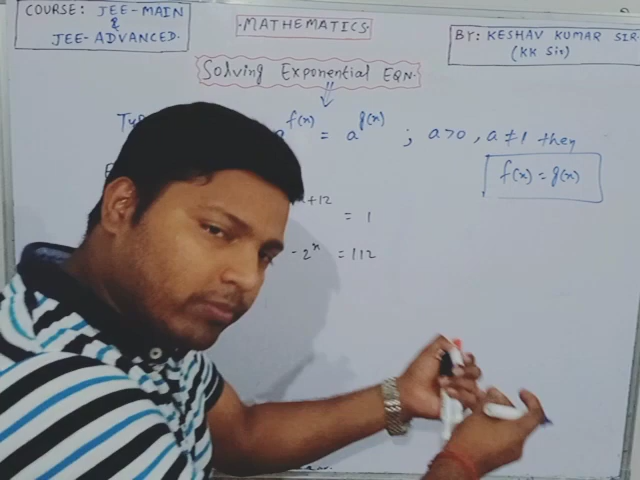 COURSE: JEE-MAIN
&
JEE-ADVANCED.
MATHEMATICS.
BY: KESHAV KUMAR SIR.
(KK Sir)
Solving Exponential EQN.
f(x) = a^g(x) ; a>0, a≠1 then
f(x) = g(x)
+12
= 1
- 2^x = 112